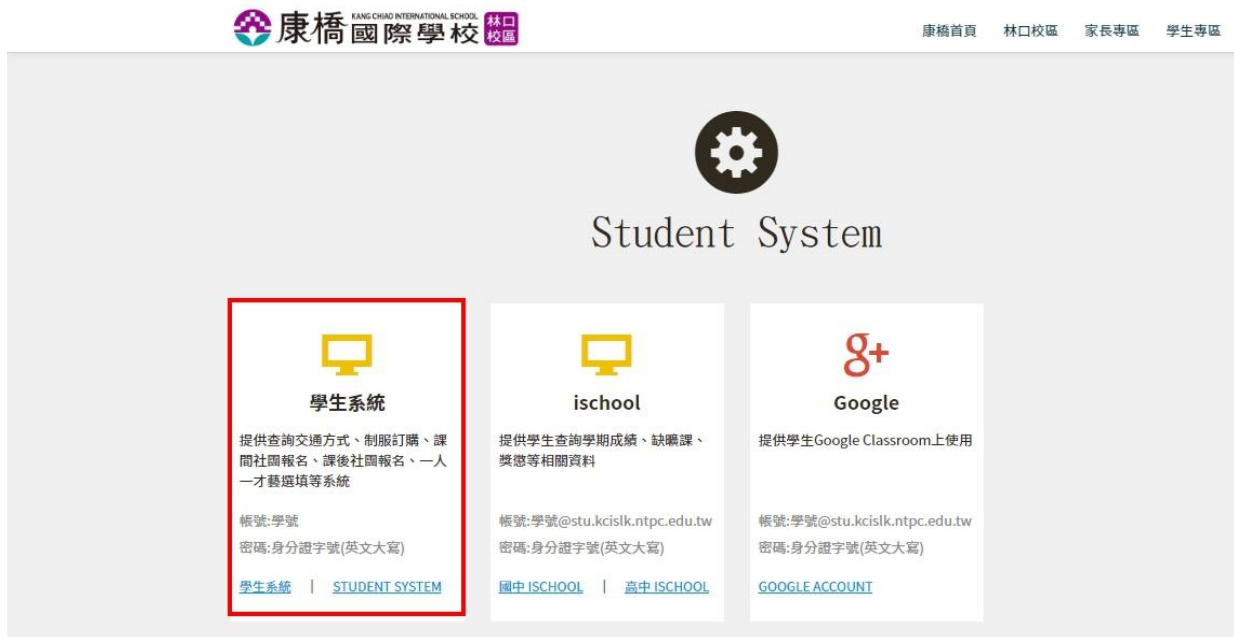 康橋國際學校 KANG CHIAO INTERNATIONAL SCHOOL 林口校區
康橋首頁 林口校區 家長專區 學生專區
Student System
學生系統
提供查詢交通方式、制服訂購、課
間社團報名、課後社團報名、一人
一才藝選填等系統
帳號:學號
密碼:身分證字號(英文大寫)
學生系統 | STUDENT SYSTEM
ischool
提供學生查詢學期成績、缺曠課、
獎懲等相關資料
帳號:學號@stu.kcislk.ntpc.edu.tw
密碼:身分證字號(英文大寫)
國中 ISCHOOL | 高中 ISCHOOL
g+
Google
提供學生Google Classroom上使用
帳號:學號@stu.kcislk.ntpc.edu.tw
密碼:身分證字號(英文大寫)
GOOGLE ACCOUNT